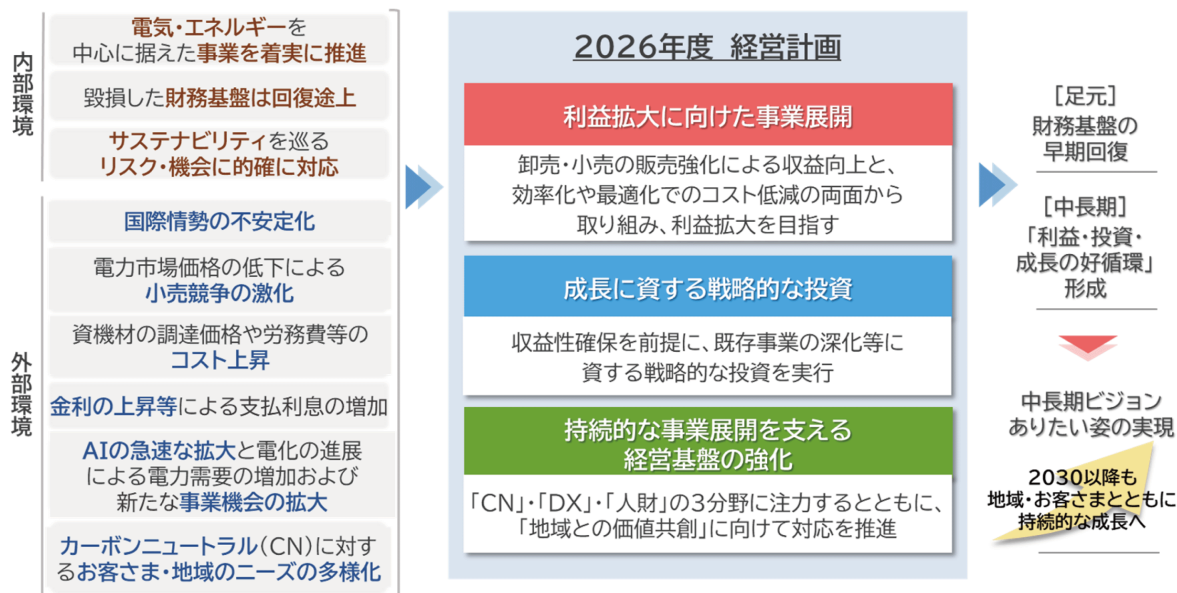 内部環境
電気・エネルギーを
中心に据えた事業を着実に推進
毀損した財務基盤は回復途上
サステナビリティを巡る
リスク・機会に的確に対応
外部環境
国際情勢の不安定化
電力市場価格の低下による
小売競争の激化
資機材の調達価格や労務費等の
コスト上昇
金利の上昇等による支払利息の増加
AIの急速な拡大と電化の進展
による電力需要の増加および
新たな事業機会の拡大
カーボンニュートラル(CN)に対す
るお客さま・地域のニーズの多様化
2026年度 経営計画
利益拡大に向けた事業展開
卸売・小売の販売強化による収益向上と、
効率化や最適化でのコスト低減の両面から
取り組み、利益拡大を目指す
成長に資する戦略的な投資
収益性確保を前提に、既存事業の深化等に
資する戦略的な投資を実行
持続的な事業展開を支える
経営基盤の強化
「CN」・「DX」・「人財」の3分野に注力するとともに、
「地域との価値共創」に向けて対応を推進
[足元]
財務基盤の
早期回復
[中長期]
「利益・投資・
成長の好循環」
形成
中長期ビジョン
ありたい姿の実現
2030以降も
地域・お客さまとともに
持続的な成長へ